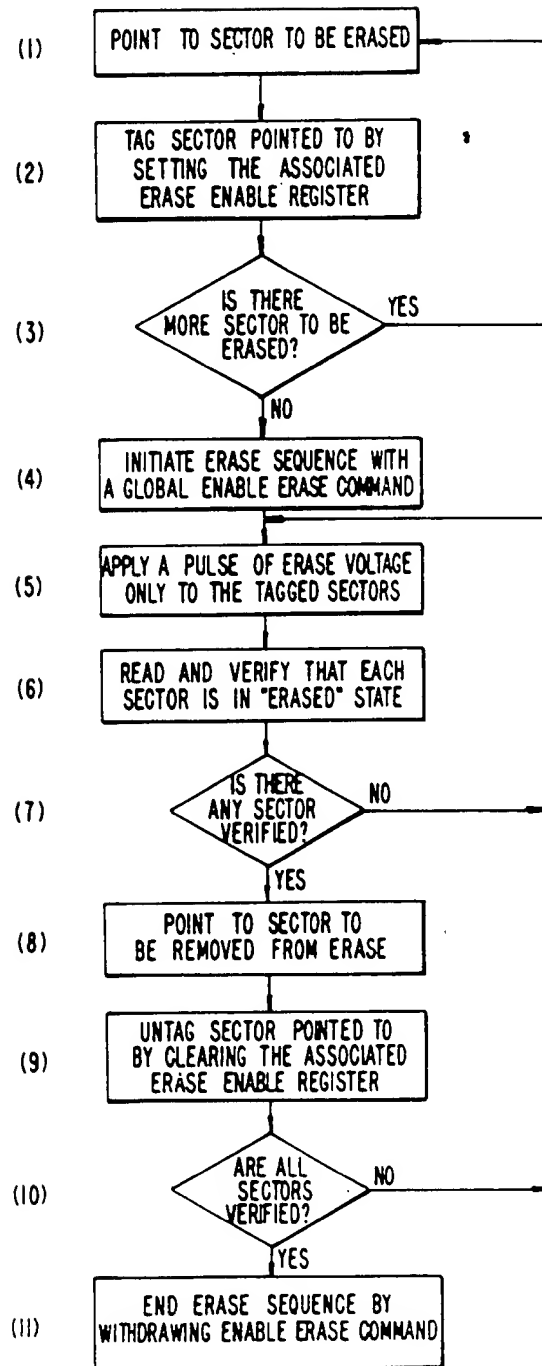 (1)
POINT TO SECTOR TO BE ERASED
(2)
TAG SECTOR POINTED TO BY
SETTING THE ASSOCIATED
ERASE ENABLE REGISTER
(3)
IS THERE
MORE SECTOR TO BE
ERASED?
YES
NO
(4)
INITIATE ERASE SEQUENCE WITH
A GLOBAL ENABLE ERASE COMMAND
(5)
APPLY A PULSE OF ERASE VOLTAGE
ONLY TO THE TAGGED SECTORS
(6)
READ AND VERIFY THAT EACH
SECTOR IS IN "ERASED" STATE
(7)
IS THERE
ANY SECTOR
VERIFIED?
NO
YES
(8)
POINT TO SECTOR TO
BE REMOVED FROM ERASE
(9)
UNTAG SECTOR POINTED TO
BY CLEARING THE ASSOCIATED
ERASE ENABLE REGISTER
(10)
ARE ALL
SECTORS
VERIFIED?
NO
YES
(11)
END ERASE SEQUENCE BY
WITHDRAWING ENABLE ERASE COMMAND